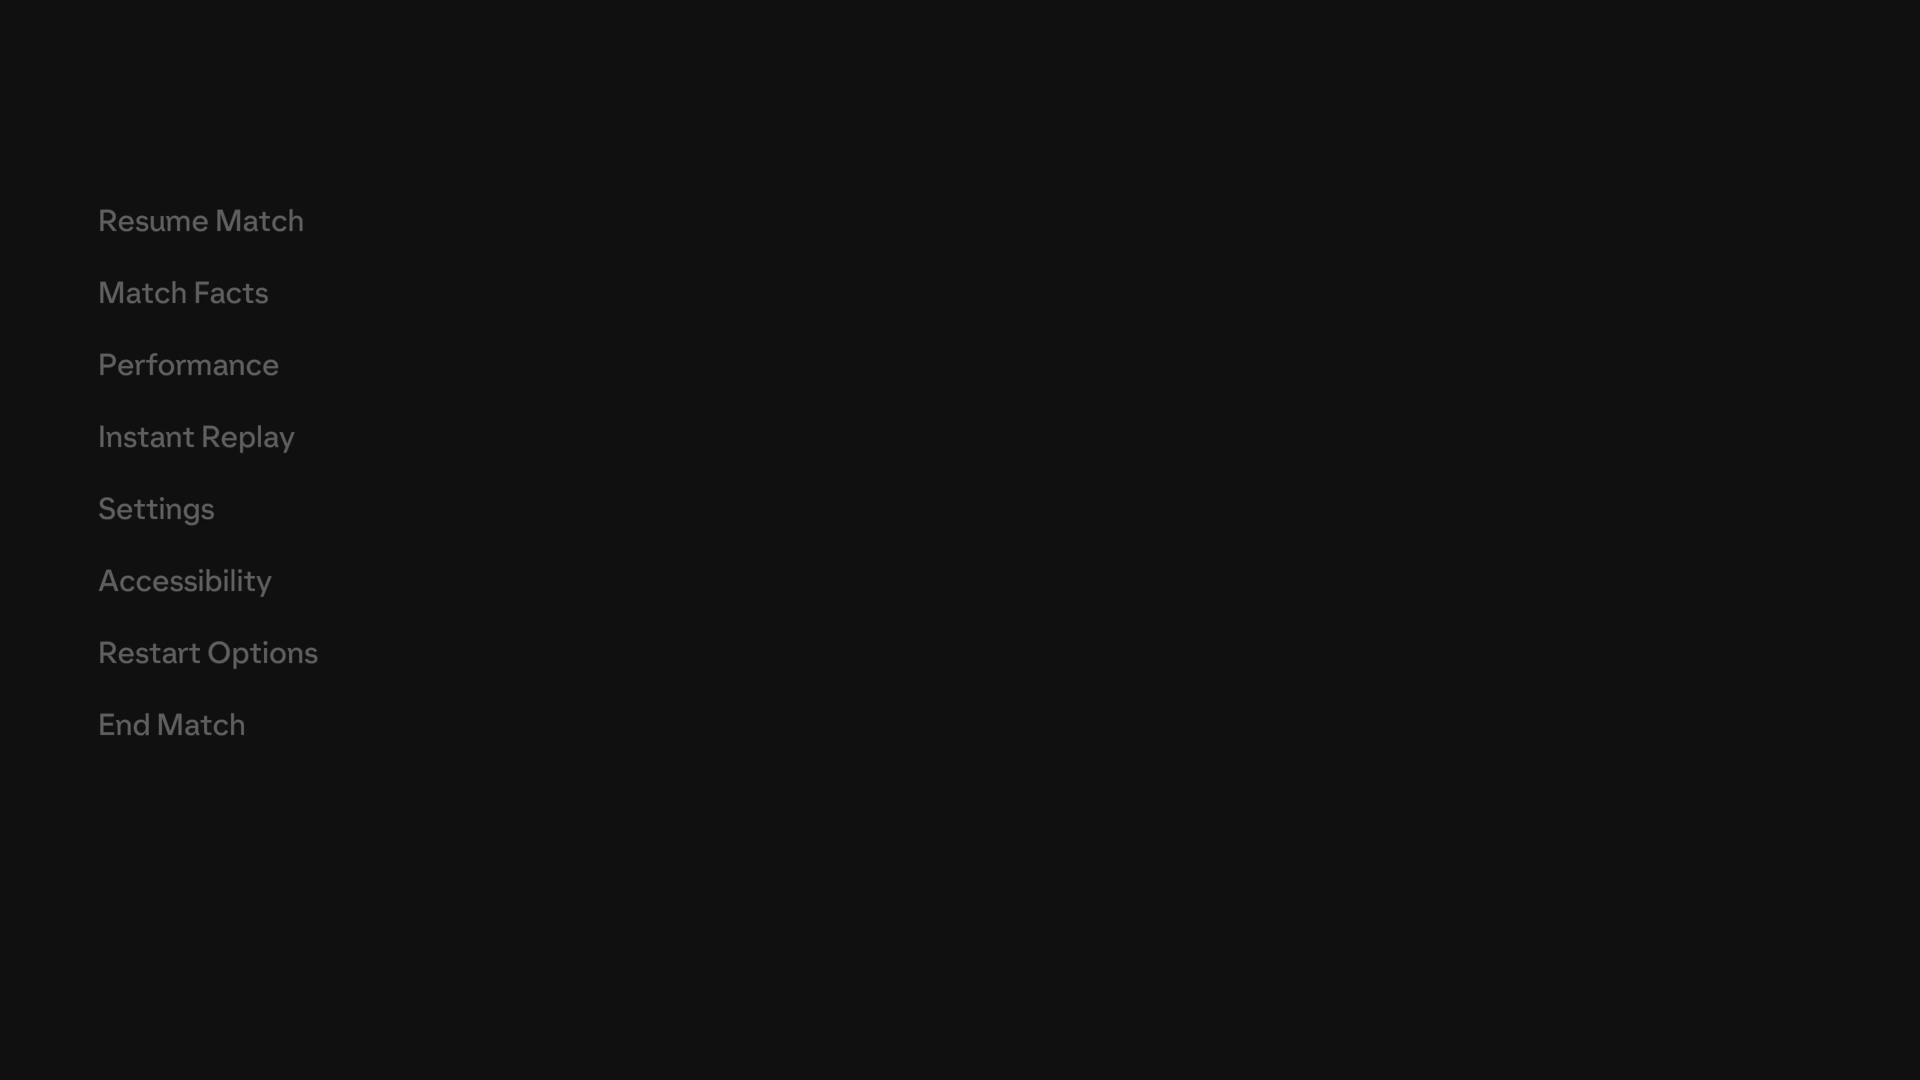 Resume Match
Match Facts
Performance
Instant Replay
Settings
Accessibility
Restart Options
End Match